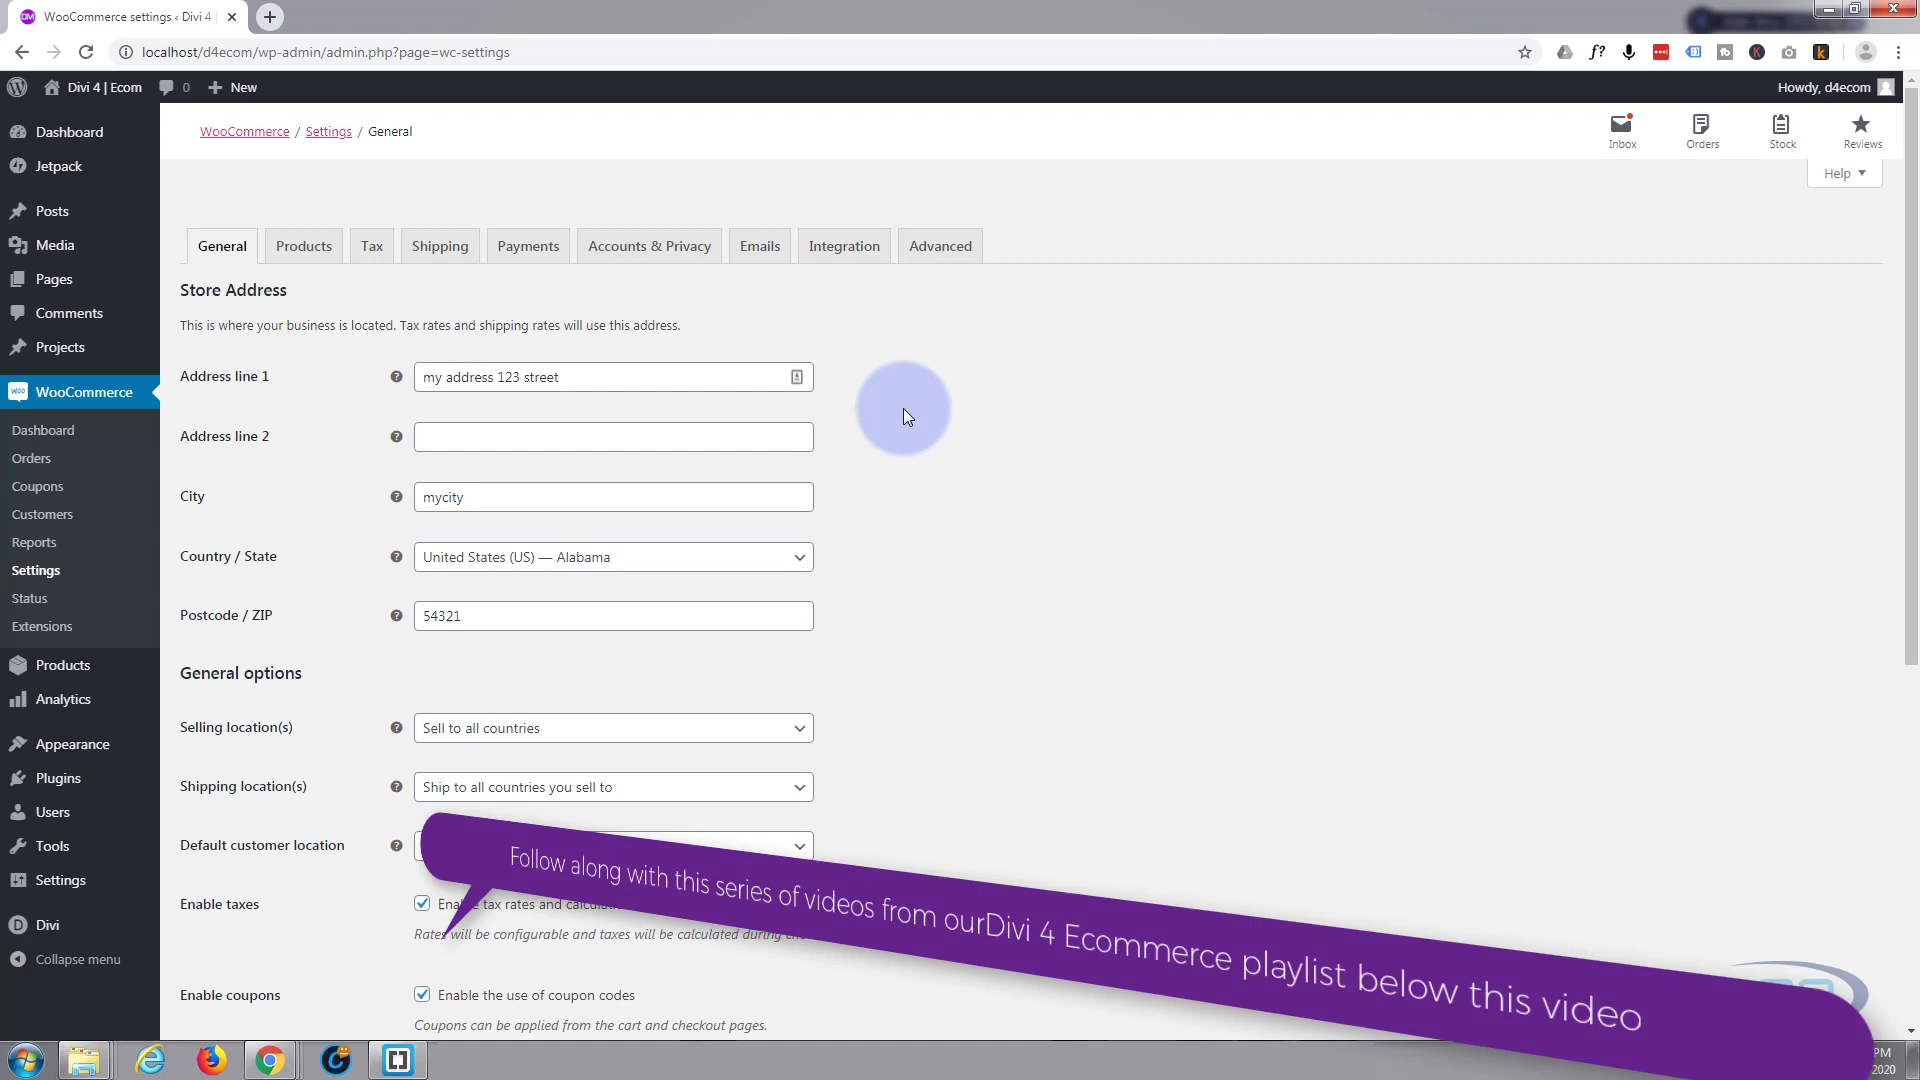 WooCommerce settings ‹ Divi 4 |
localhost/d4ecom/wp-admin/admin.php?page=wc-settings
Divi 4 | Ecom
0
New
Howdy, d4ecom
WooCommerce / Settings / General
Inbox
Orders
Stock
Reviews
Help
Dashboard
Jetpack
Posts
Media
Pages
Comments
Projects
WooCommerce
Dashboard
Orders
Coupons
Customers
Reports
Settings
Status
Extensions
Products
Analytics
Appearance
Plugins
Users
Tools
Settings
Divi
Collapse menu
General
Products
Tax
Shipping
Payments
Accounts & Privacy
Emails
Integration
Advanced
Store Address
This is where your business is located. Tax rates and shipping rates will use this address.
Address line 1
my address 123 street
Address line 2
City
mycity
Country / State
United States (US) — Alabama
Postcode / ZIP
54321
General options
Selling location(s)
Sell to all countries
Shipping location(s)
Ship to all countries you sell to
Default customer location
Enable taxes
tax rates and
Rates will be configurable and taxes will be calculated during
Enable coupons
Enable the use of coupon codes
Coupons can be applied from the cart and checkout pages.
Follow along with this series of videos from ourDivi 4 Ecommerce playlist below this video
PM
2020